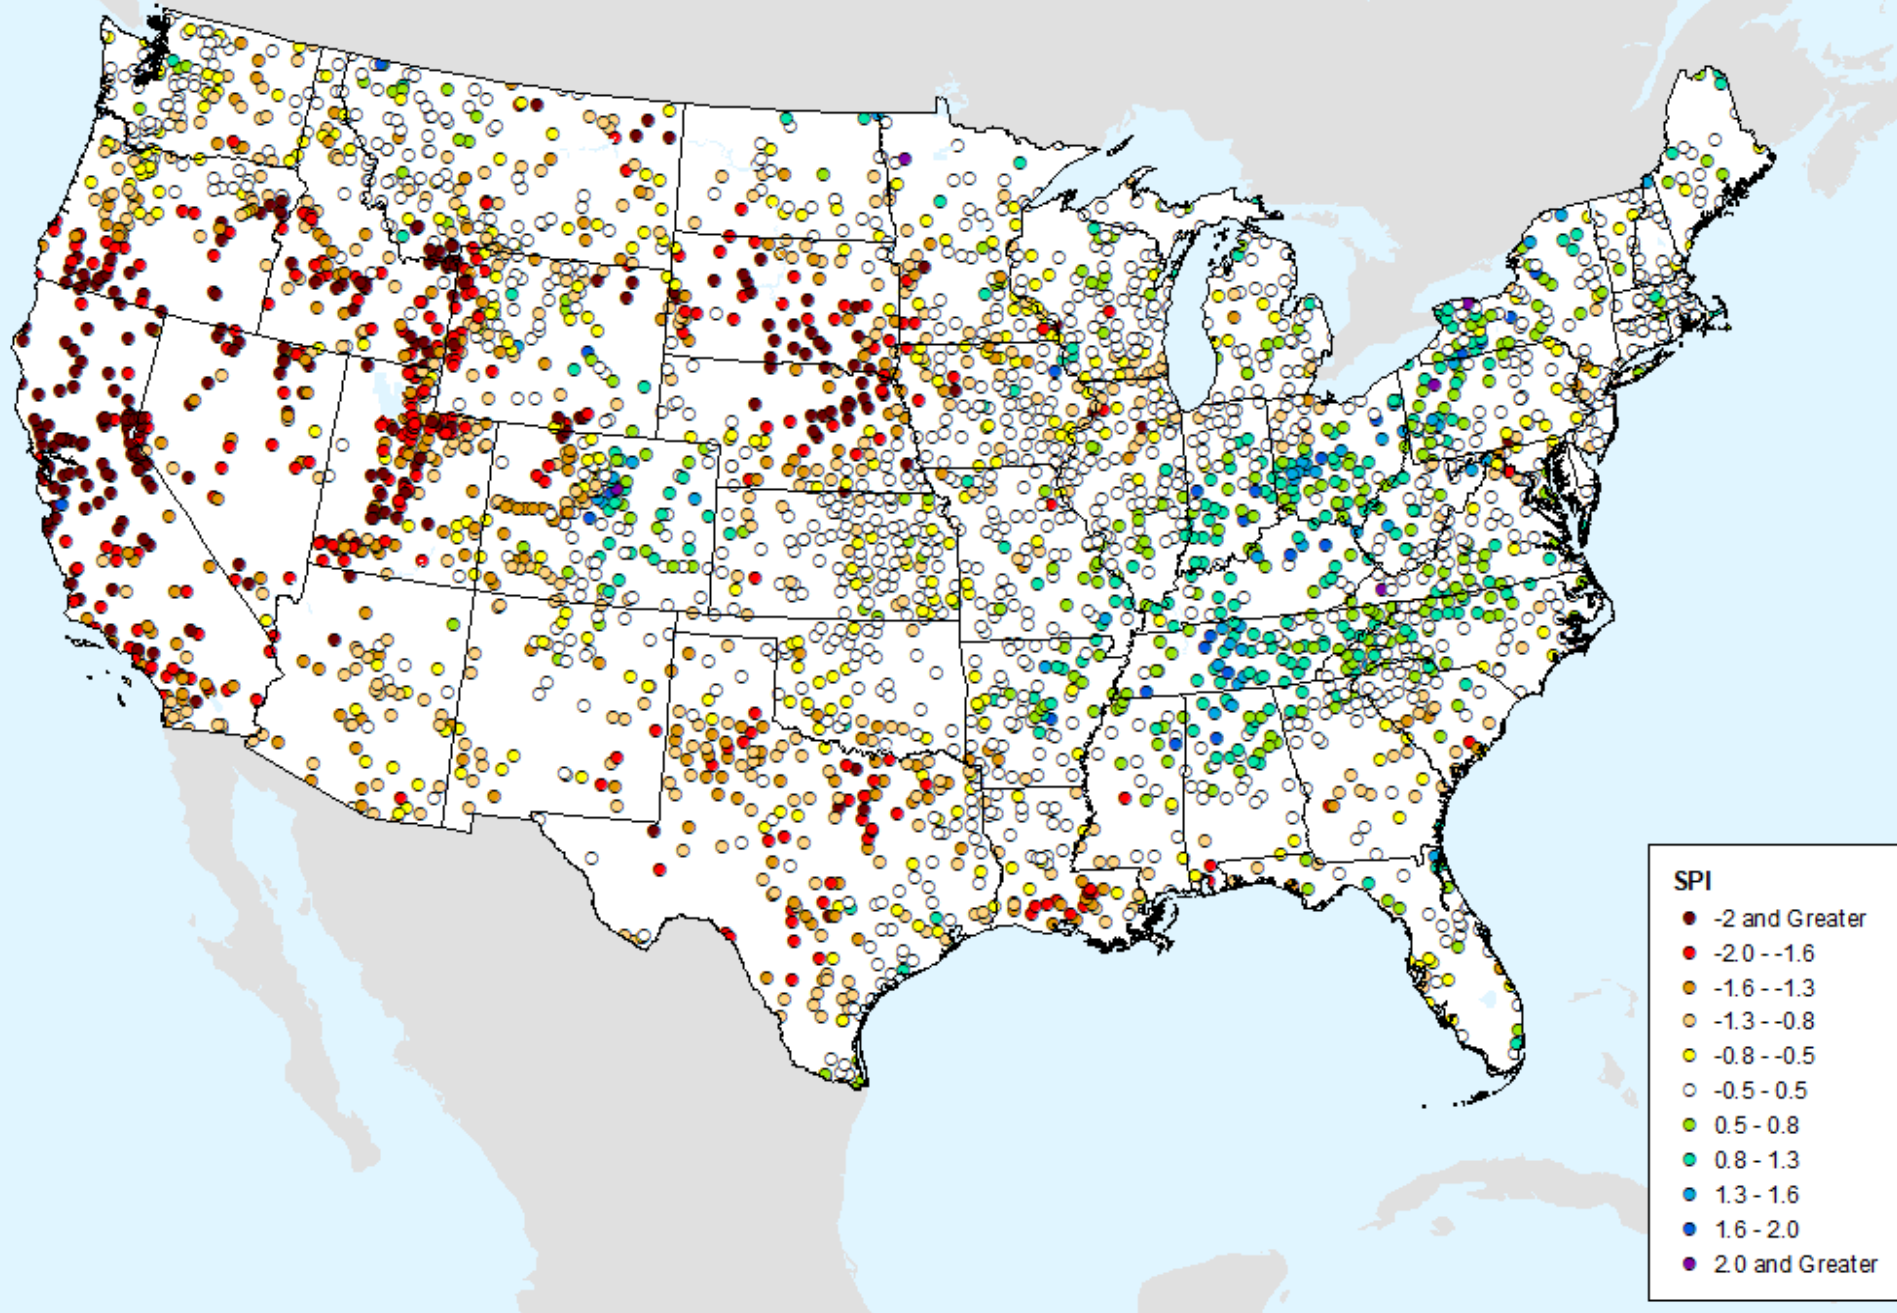 SPI
-2 and Greater
-2.0 - -1.6
-1.6 - -1.3
-1.3 - -0.8
-0.8 - -0.5
-0.5 - 0.5
0.5 - 0.8
0.8 - 1.3
1.3 - 1.6
1.6 - 2.0
2.0 and Greater